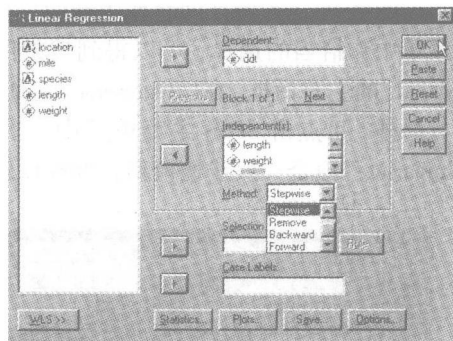 Linear Regression
location
mile
species
length
weight
Dependent:
ddt
Previous
Block 1 of 1
Next
Independent(s):
length
weight
Method:
Stepwise
Stepwise
Remove
Backward
Forward
Selection
Case Labels:
OK
Paste
Reset
Cancel
Help
WLS >>
Statistics...
Plots...
Save...
Options...